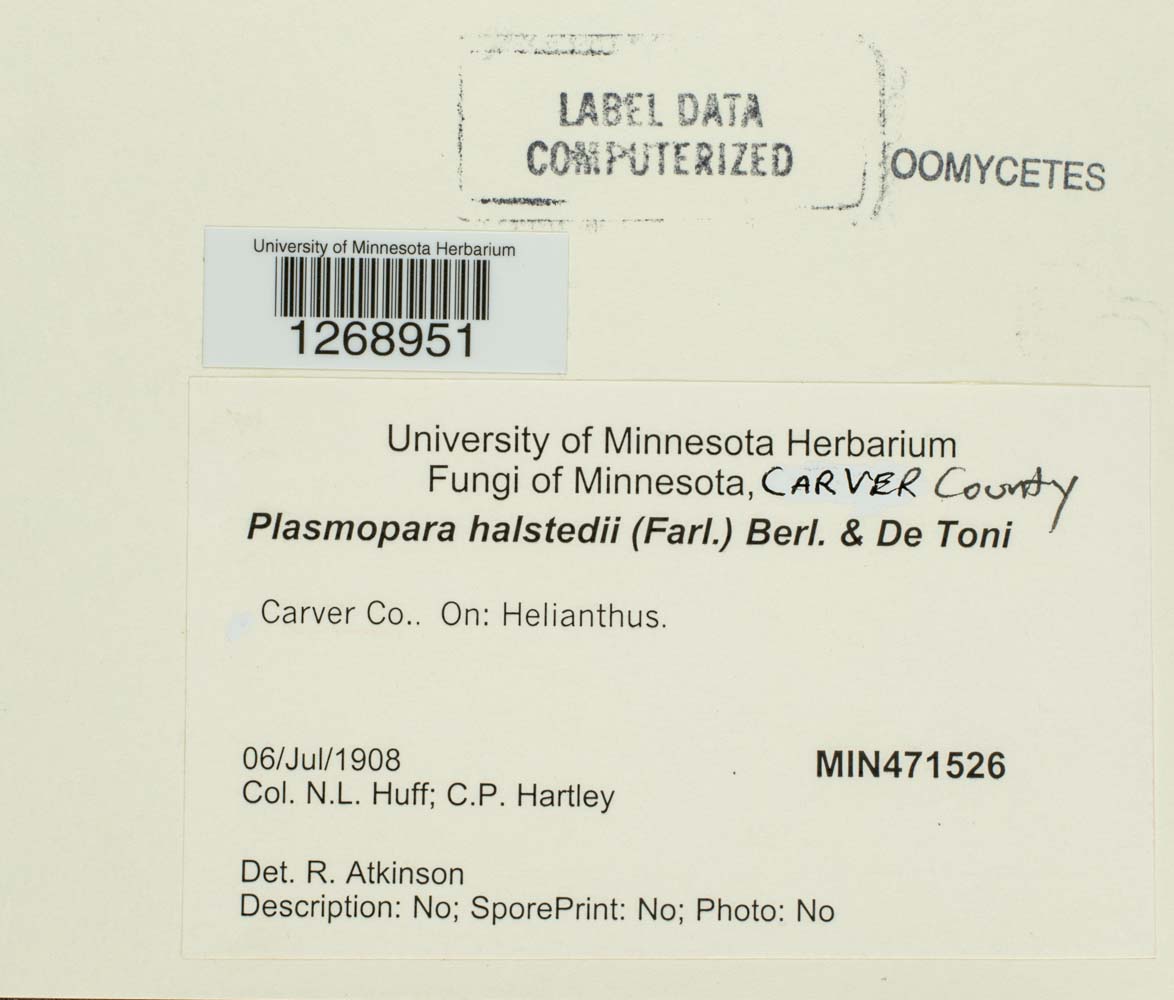 LABEL DATA
COMPUTERIZED
OOMYCETES
University of Minnesota Herbarium
1268951
University of Minnesota Herbarium
Fungi of Minnesota, CARVER County
Plasmopara halstedii (Farl.) Berl. & De Toni
Carver Co.. On: Helianthus.
06/Jul/1908
MIN471526
Col. N.L. Huff; C.P. Hartley
Det. R. Atkinson
Description: No; SporePrint: No; Photo: No